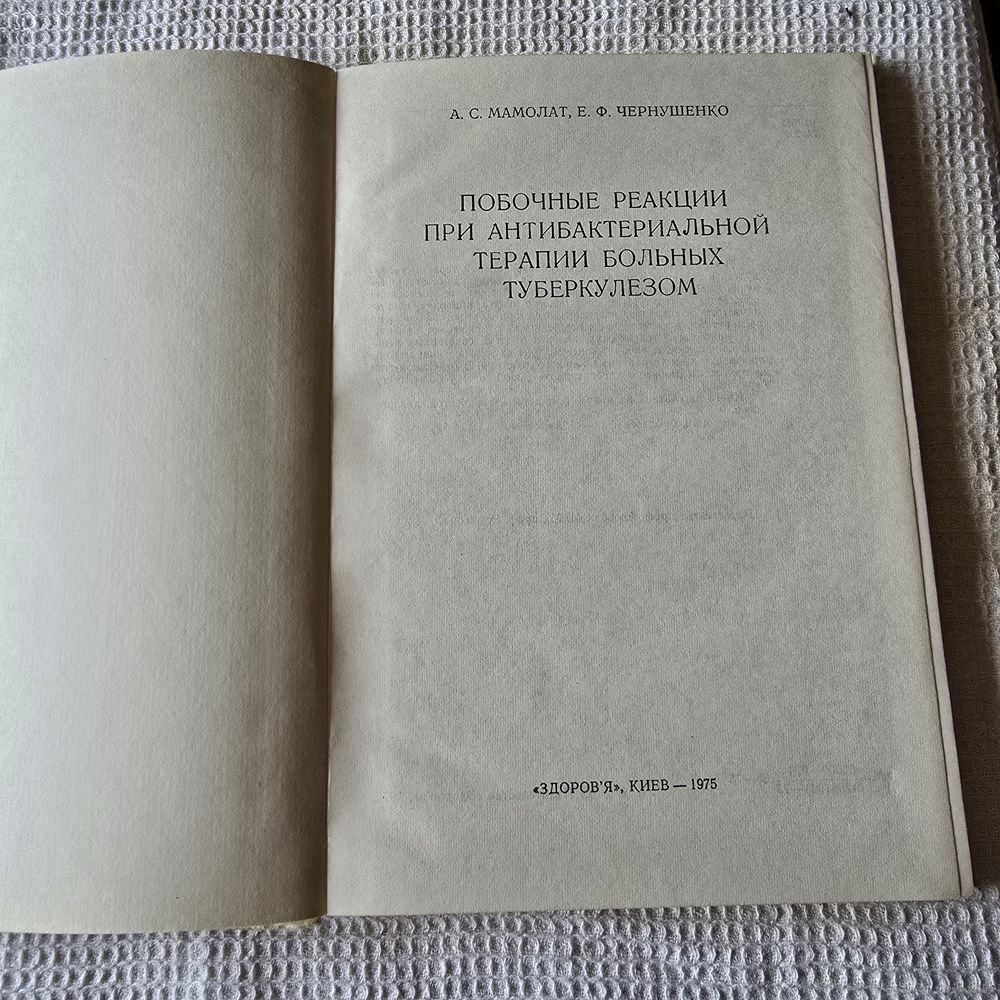 А. С. МАМОЛАТ, Е. Ф. ЧЕРНУШЕНКО
ПОБОЧНЫЕ РЕАКЦИИ
ПРИ АНТИБАКТЕРИАЛЬНОЙ
ТЕРАПИИ БОЛЬНЫХ
ТУБЕРКУЛЕЗОМ
«ЗДОРОВ'Я», КИЕВ — 1975